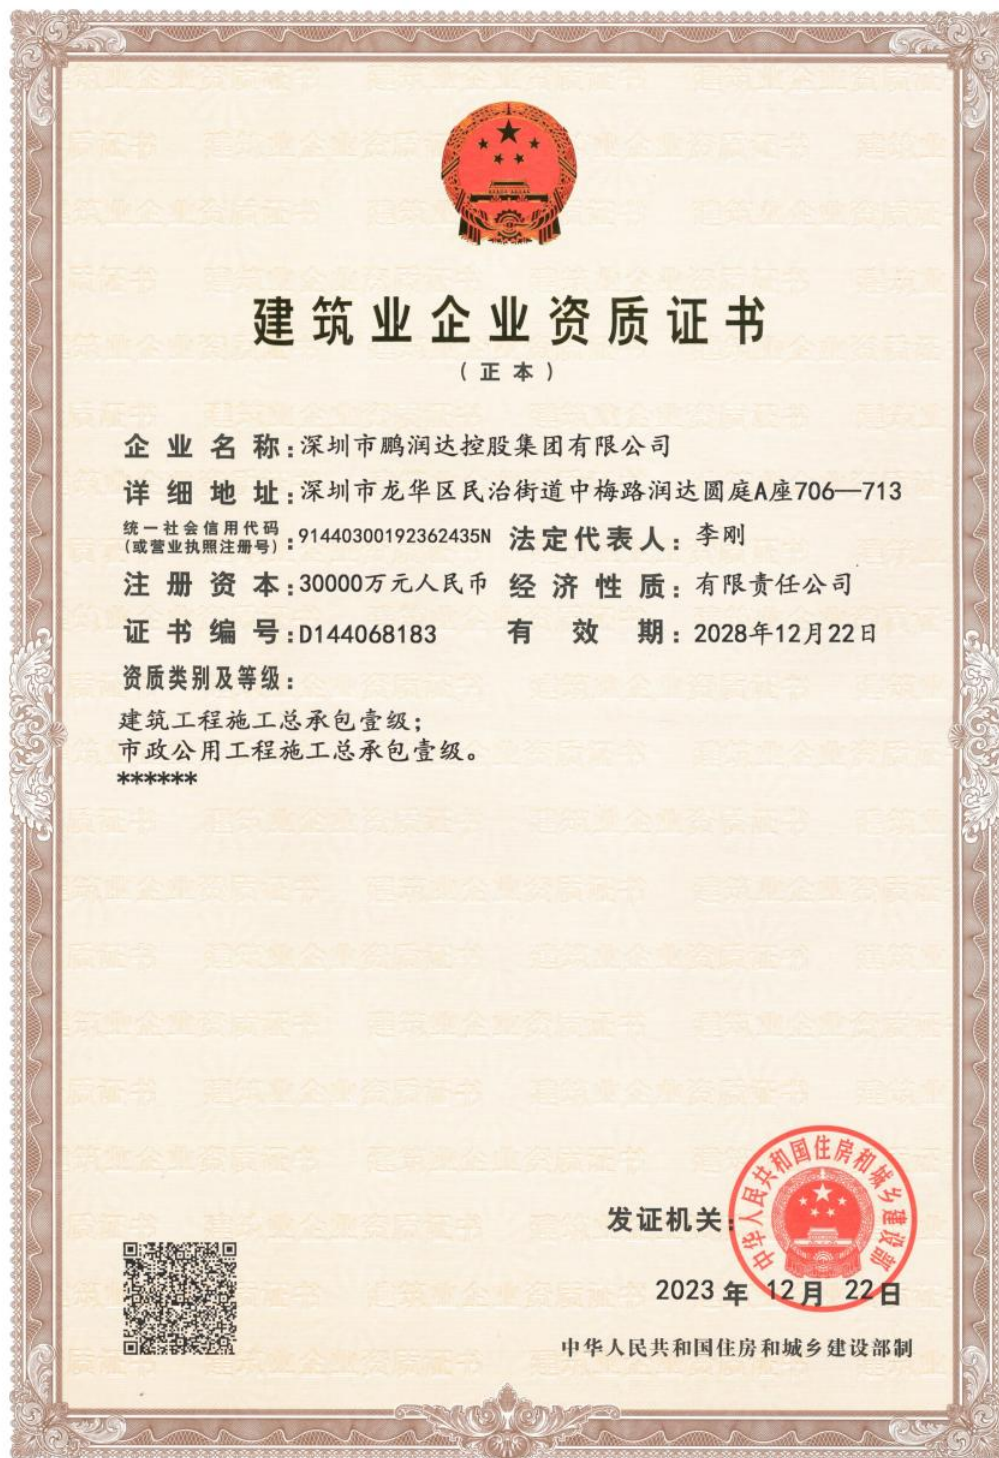 建筑业企业资质证书
（正本）
企业名称：深圳市鹏润达控股集团有限公司
详细地址：深圳市龙华区民治街道中梅路润达圆庭A座706—713
统一社会信用代码
（或营业执照注册号）：91440300192362435N 法定代表人：李刚
注册资本：30000万元人民币 经济性质：有限责任公司
证书编号：D144068183 有效期：2028年12月22日
资质类别及等级：
建筑工程施工总承包壹级；
市政公用工程施工总承包壹级。
******
中华人民共和国住房和城乡建设部
发证机关：
2023年12月22日
中华人民共和国住房和城乡建设部制